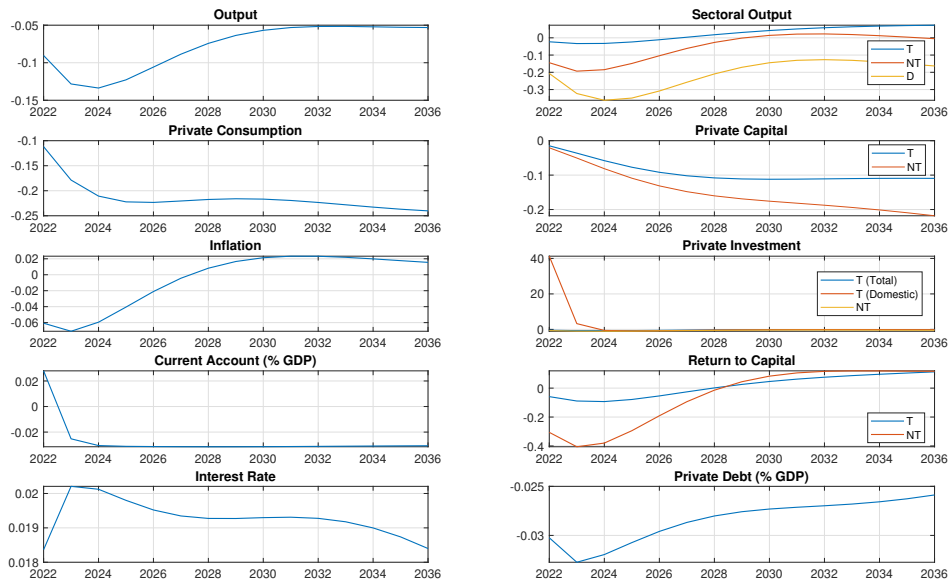 Output
-0.05
-0.1
-0.15
2022 2024 2026 2028 2030 2032 2034 2036
Sectoral Output
0
-0.1
-0.2
-0.3
T
NT
D
2022 2024 2026 2028 2030 2032 2034 2036
Private Consumption
-0.1
-0.15
-0.2
-0.25
2022 2024 2026 2028 2030 2032 2034 2036
Private Capital
0
-0.1
-0.2
T
NT
2022 2024 2026 2028 2030 2032 2034 2036
Inflation
0.02
0
-0.02
-0.04
-0.06
2022 2024 2026 2028 2030 2032 2034 2036
Private Investment
40
20
0
T (Total)
T (Domestic)
NT
2022 2024 2026 2028 2030 2032 2034 2036
Current Account (% GDP)
0.02
0
-0.02
2022 2024 2026 2028 2030 2032 2034 2036
Return to Capital
0
-0.2
-0.4
T
NT
2022 2024 2026 2028 2030 2032 2034 2036
Interest Rate
0.02
0.019
0.018
2022 2024 2026 2028 2030 2032 2034 2036
Private Debt (% GDP)
-0.025
-0.03
2022 2024 2026 2028 2030 2032 2034 2036